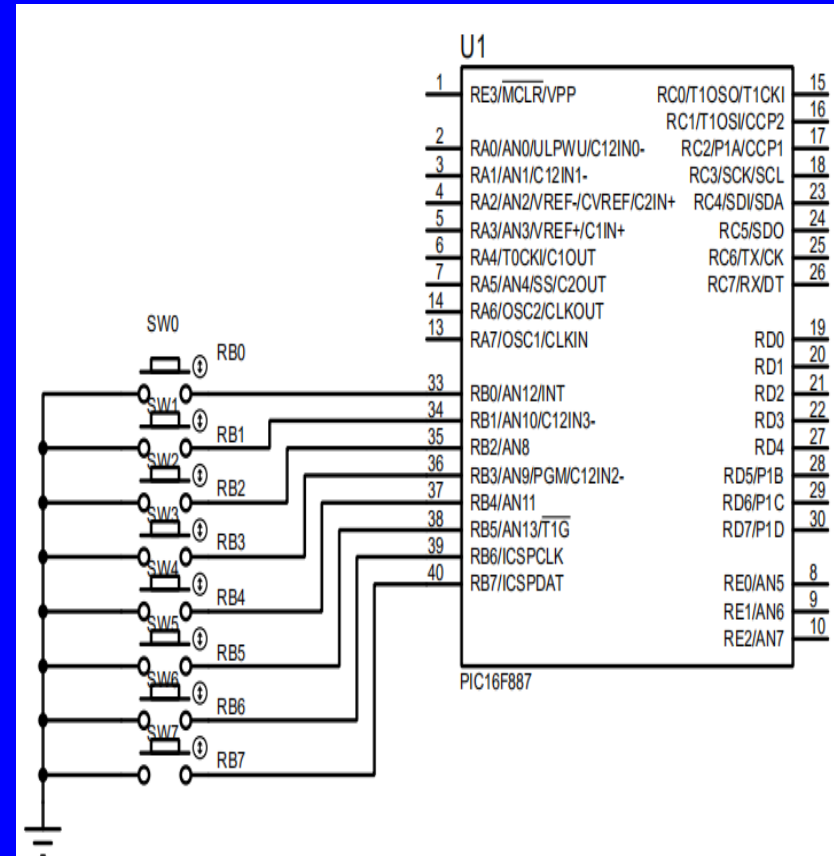 U1
1 RE3/MCLR/VPP
2 RA0/AN0/ULPWU/C12IN0-
3 RA1/AN1/C12IN1-
4 RA2/AN2/VREF-/CVREF/C2IN+
5 RA3/AN3/VREF+/C1IN+
6 RA4/T0CKI/C1OUT
7 RA5/AN4/SS/C2OUT
14 RA6/OSC2/CLKOUT
13 RA7/OSC1/CLKIN
33 RB0/AN12/INT
34 RB1/AN10/C12IN3-
35 RB2/AN8
36 RB3/AN9/PGM/C12IN2-
37 RB4/AN11
38 RB5/AN13/T1G
39 RB6/ICSPCLK
40 RB7/ICSPDAT
RC0/T1OSO/T1CKI 15
RC1/T1OSI/CCP2 16
RC2/P1A/CCP1 17
RC3/SCK/SCL 18
RC4/SDI/SDA 23
RC5/SDO 24
RC6/TX/CK 25
RC7/RX/DT 26
RD0 19
RD1 20
RD2 21
RD3 22
RD4 27
RD5/P1B 28
RD6/P1C 29
RD7/P1D 30
RE0/AN5 8
RE1/AN6 9
RE2/AN7 10
PIC16F887
SW0
RB0
SW1
RB1
SW2
RB2
SW3
RB3
SW4
RB4
SW5
RB5
SW6
RB6
SW7
RB7